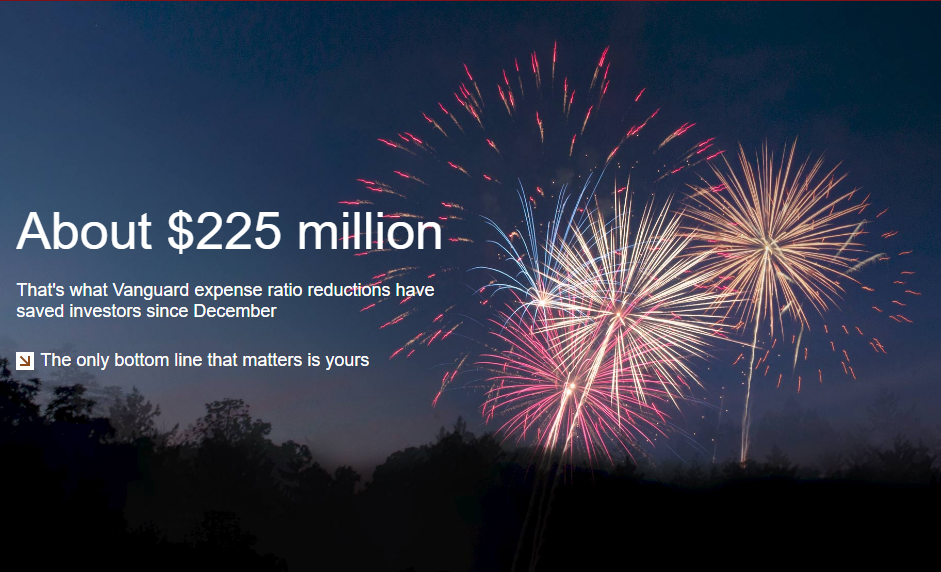 About $225 million
That's what Vanguard expense ratio reductions have
saved investors since December
The only bottom line that matters is yours